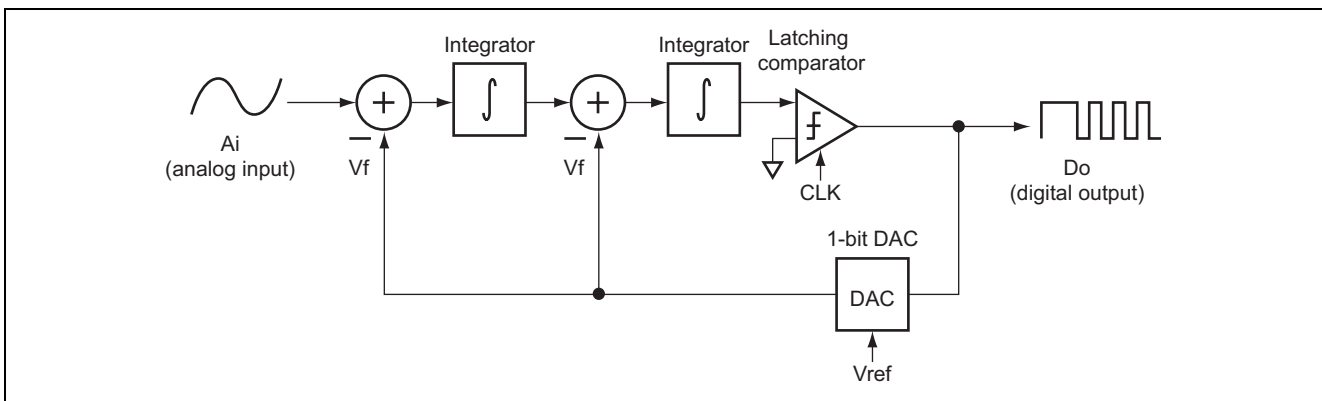 Integrator
Integrator
Latching
comparator
+
+
Ai
(analog input)
Vf
Vf
CLK
Do
(digital output)
1-bit DAC
DAC
Vref